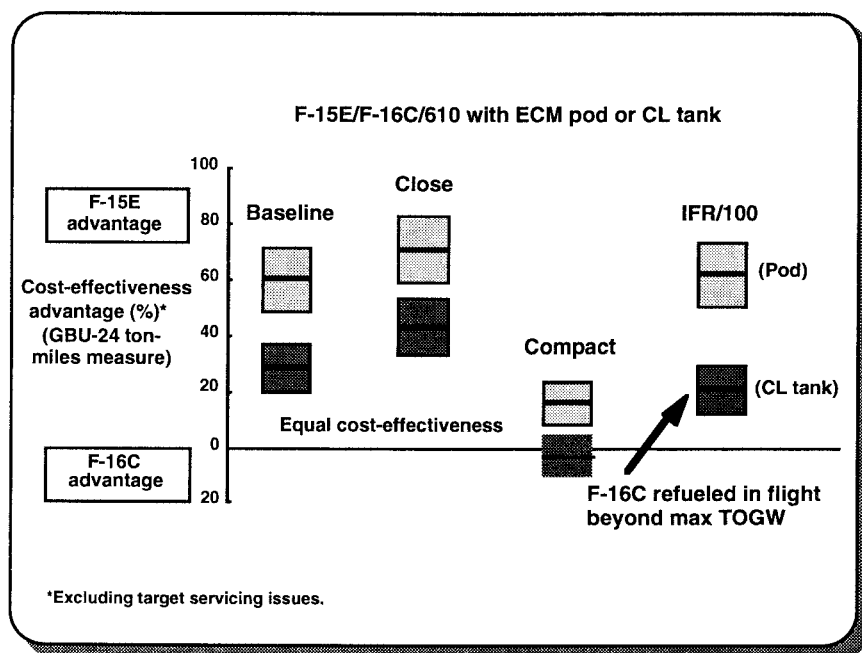 F-15E/F-16C/610 with ECM pod or CL tank
100
80
60
40
20
0
20
F-15E
advantage
Cost-effectiveness
advantage (%)*
(GBU-24 ton-
miles measure)
F-16C
advantage
Baseline
Close
Compact
IFR/100
(Pod)
(CL tank)
Equal cost-effectiveness
F-16C refueled in flight
beyond max TOGW
*Excluding target servicing issues.